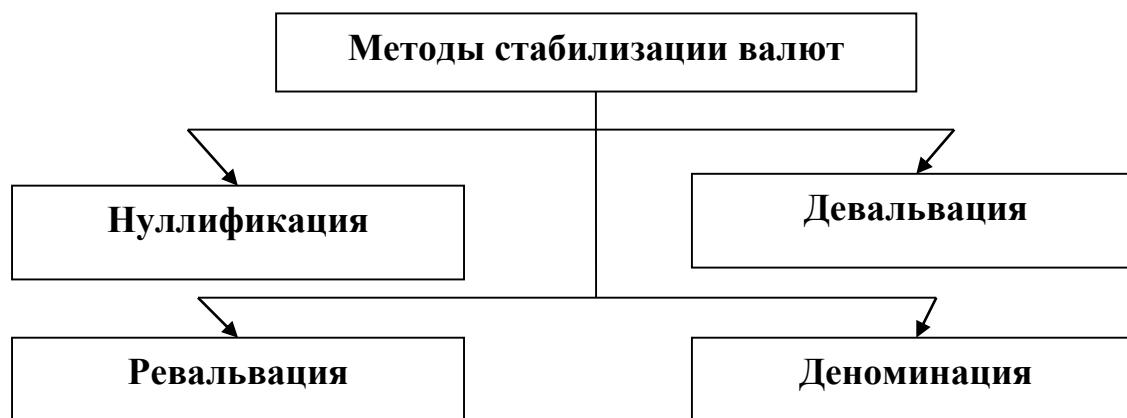 Методы стабилизации валют
Нуллификация
Девальвация
Ревальвация
Деноминация